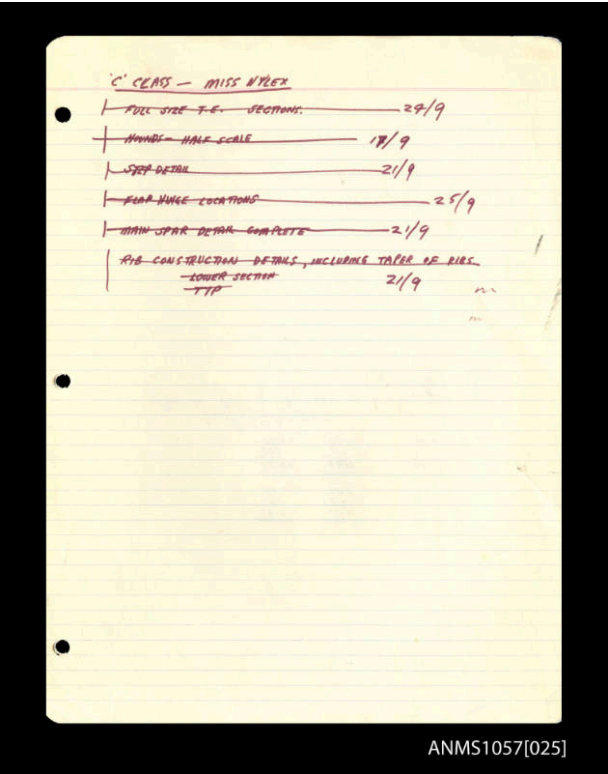 'C' CLASS — MISS NYLEX
FULL SIZE T.E. SECTIONS. — 27/9
HOUNDS - HALF SCALE — 17/9
STEP DETAIL — 21/9
FLAP HINGE LOCATIONS — 25/9
MAIN SPAR DETAIL COMPLETE — 21/9
RIB CONSTRUCTION DETAILS, INCLUDING TAPER OF RIBS.
LOWER SECTION 21/9
TYP
ANMS1057[025]